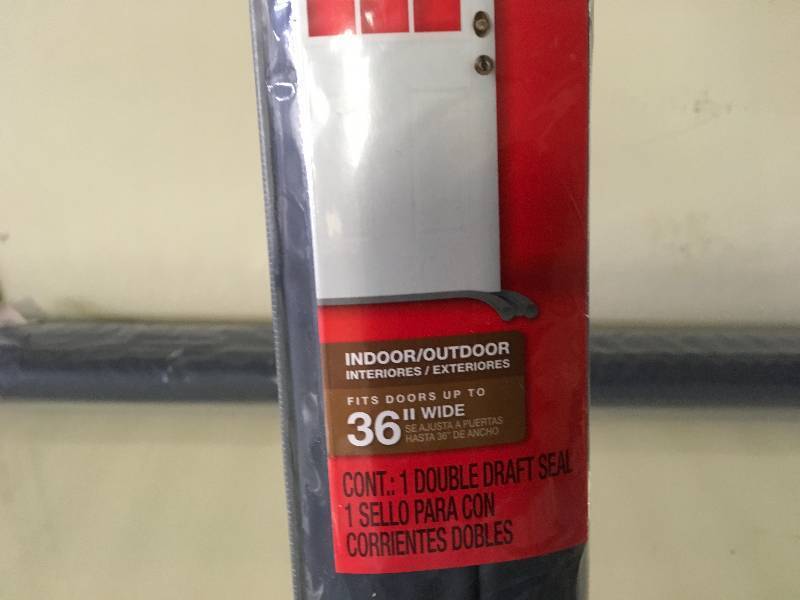 INDOOR/OUTDOOR
INTERIORES / EXTERIORES
FITS DOORS UP TO
36" WIDE
SE AJUSTA A PUERTAS
HASTA 36" DE ANCHO
CONT.: 1 DOUBLE DRAFT SEAL
1 SELLO PARA CON
CORRIENTES DOBLES